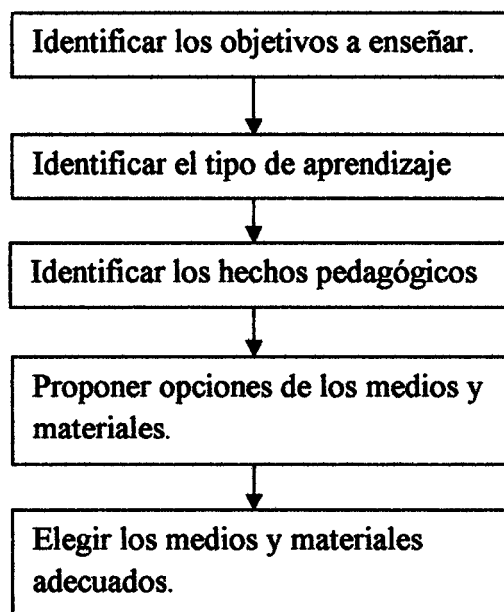 Identificar los objetivos a enseñar.
Identificar el tipo de aprendizaje
Identificar los hechos pedagógicos
Proponer opciones de los medios y
materiales.
Elegir los medios y materiales
adecuados.